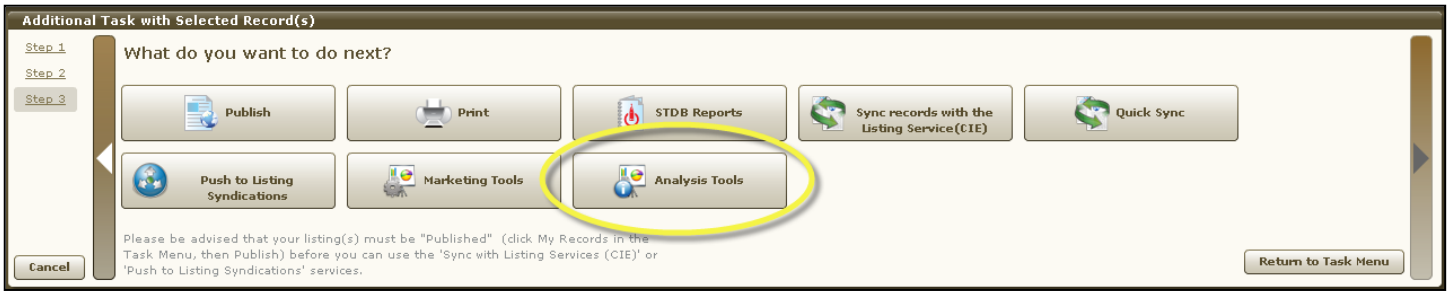 Additional Task with Selected Record(s)
Step 1
Step 2
Step 3
What do you want to do next?
Publish
Print
STDB Reports
Sync records with the
Listing Service(CIE)
Quick Sync
Push to Listing
Syndications
Marketing Tools
Analysis Tools
Please be advised that your listing(s) must be "Published"  (click My Records in the
Task Menu, then Publish) before you can use the 'Sync with Listing Services (CIE)' or
'Push to Listing Syndications' services.
Cancel
Return to Task Menu